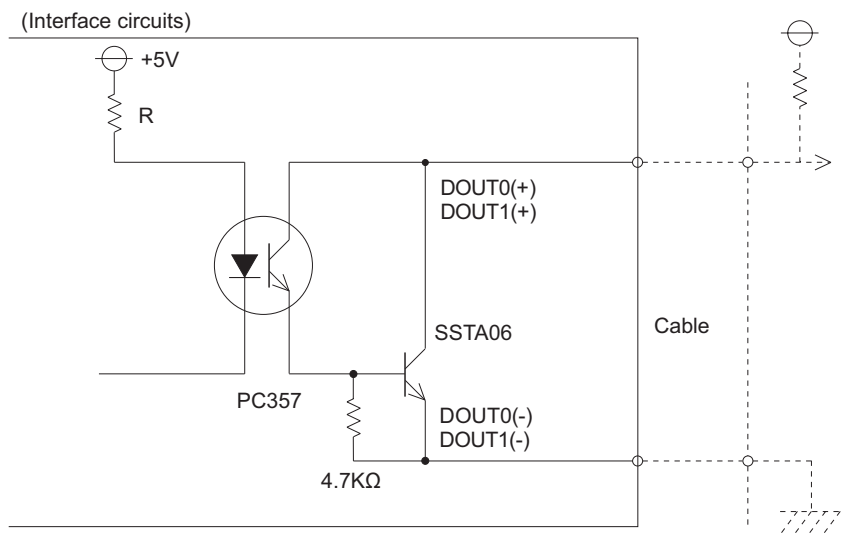 (Interface circuits)
+5V
R
DOUT0(+)
DOUT1(+)
SSTA06
Cable
PC357
DOUT0(-)
DOUT1(-)
4.7KΩ